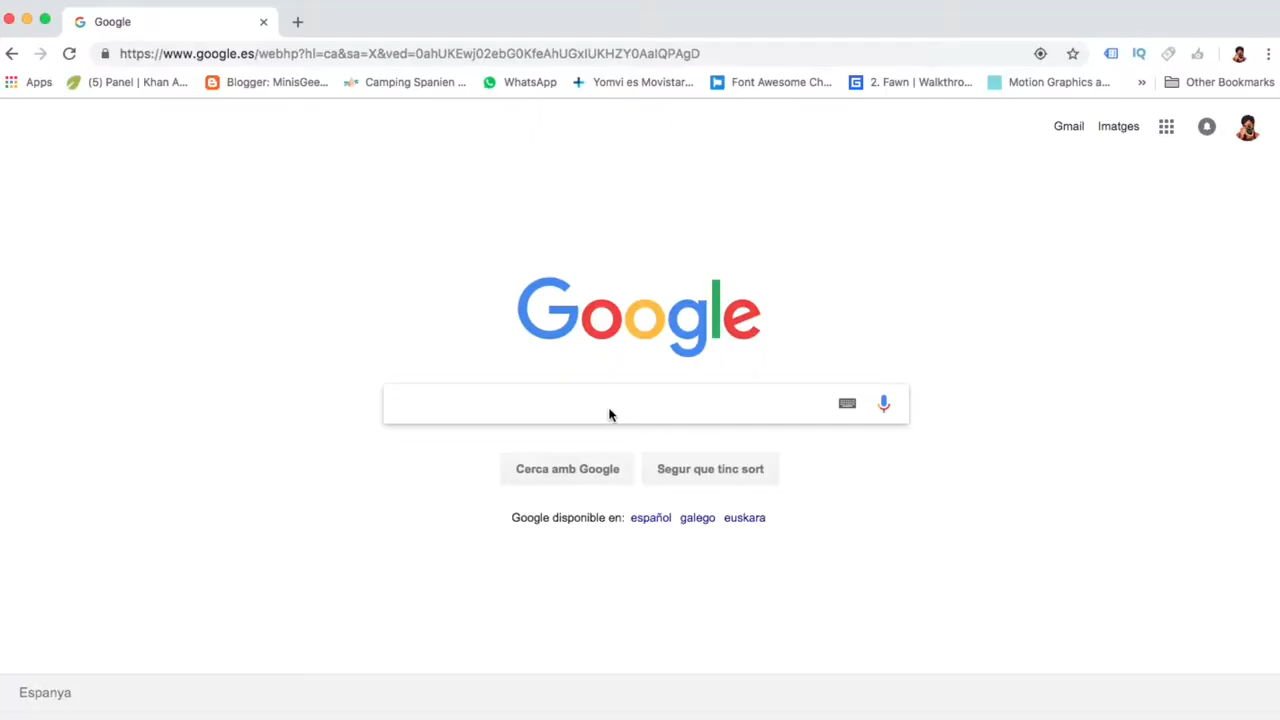 Google
https://www.google.es/webhp?hl=ca&sa=X&ved=0ahUKEwj02ebG0KfeAhUGxIUKHZY0AaIQPAgD
Apps (5) Panel | Khan A... Blogger: MinisGee... Camping Spanien ... WhatsApp Yomvi es Movistar... Font Awesome Ch... 2. Fawn | Walkthro... Motion Graphics a... » Other Bookmarks
Gmail Imatges
Google
Cerca amb Google Segur que tinc sort
Google disponible en: español galego euskara
Espanya